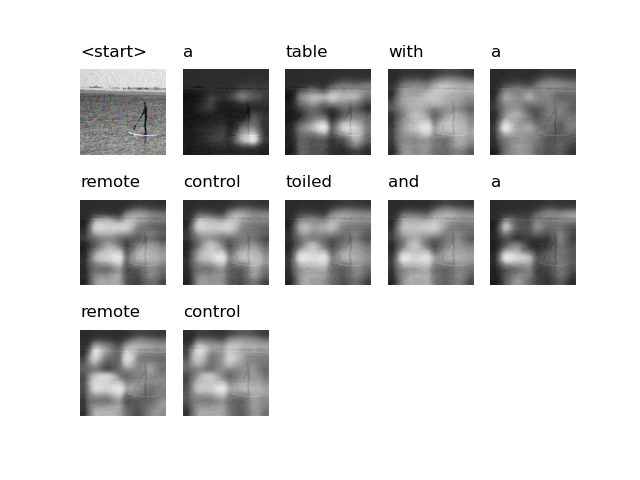 <start> a table with a
remote control toiled and a
remote control